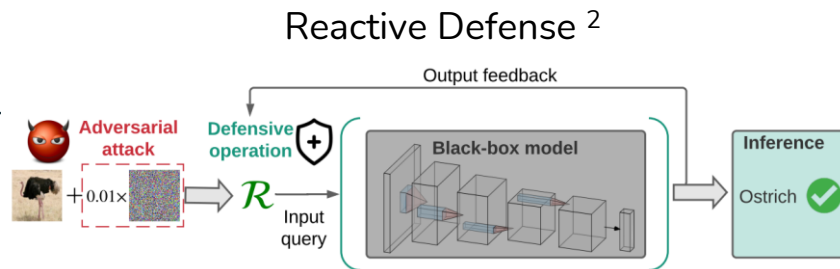 Reactive Defense ²
Output feedback
Adversarial
attack
Defensive
operation
+ 0.01×
R
Input
query
Black-box model
Inference
Ostrich